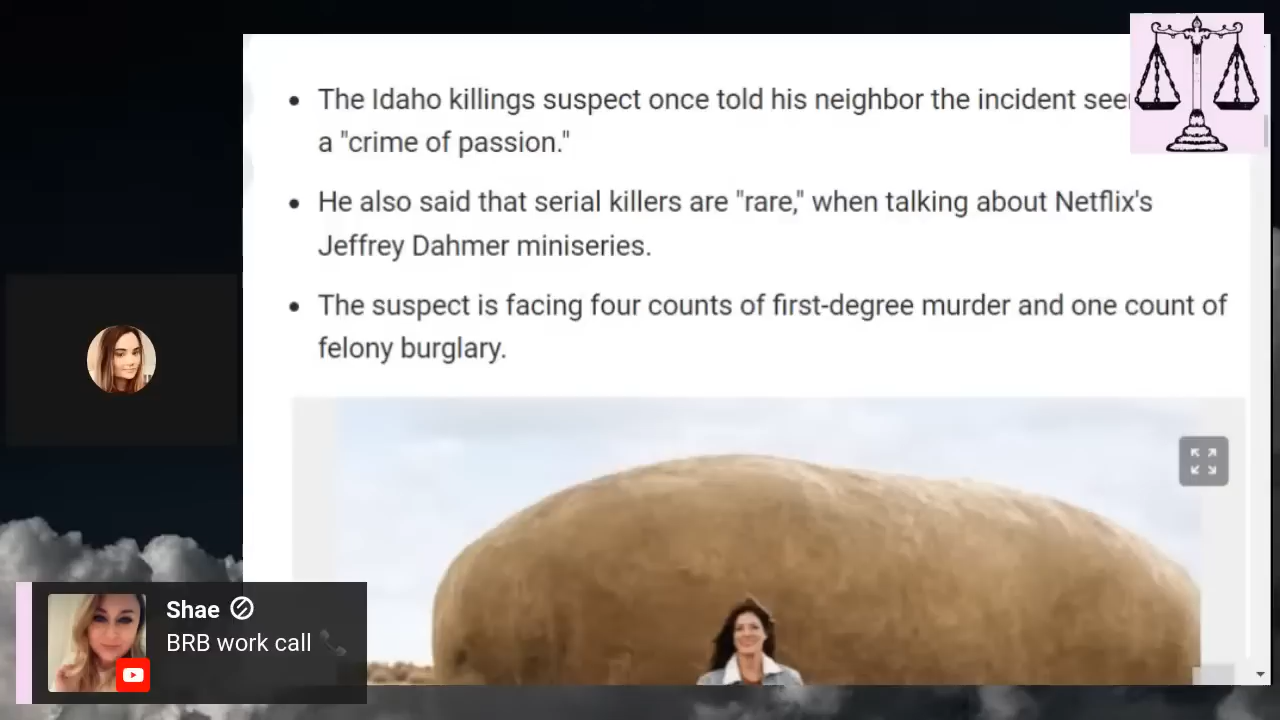 The Idaho killings suspect once told his neighbor the incident
a "crime of passion."
He also said that serial killers are "rare," when talking about Netflix's
Jeffrey Dahmer miniseries.
The suspect is facing four counts of first-degree murder and one count of
felony burglary.
Shae
BRB work call